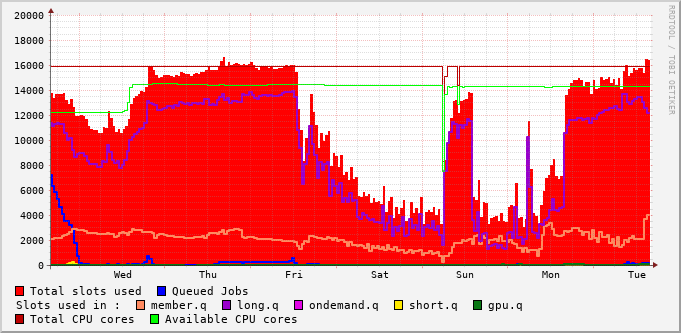 20000
18000
16000
14000
12000
10000
8000
6000
4000
2000
0
Wed Thu Fri Sat Sun Mon Tue
Total slots used Queued Jobs
Slots used in : member.q long.q ondemand.q short.q gpu.q
Total CPU cores Available CPU cores
RRDTOOL / TOBI OETIKER